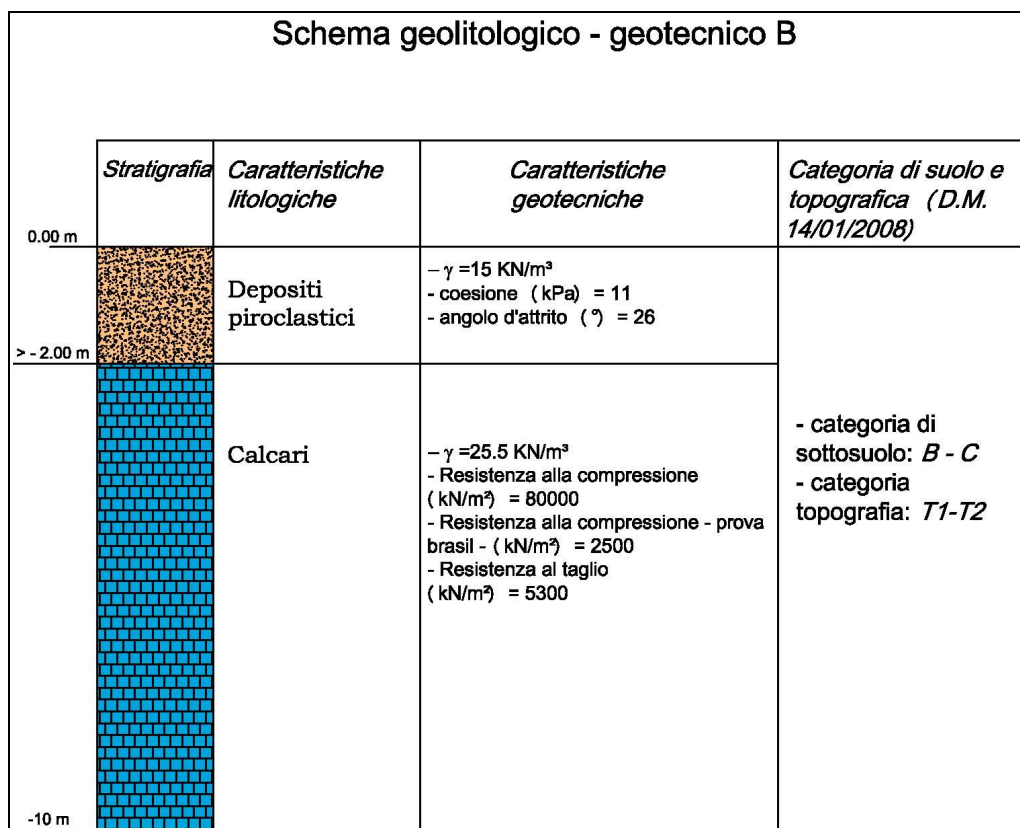 Schema geolitologico - geotecnico B
Stratigrafia
Caratteristiche
litologiche
Caratteristiche
geotecniche
Categoria di suolo e
topografica (D.M.
14/01/2008)
0.00 m
Depositi
piroclastici
– γ =15 KN/m³
- coesione (kPa) = 11
- angolo d'attrito (°) = 26
> - 2.00 m
Calcari
– γ =25.5 KN/m³
- Resistenza alla compressione
(kN/m²) = 80000
- Resistenza alla compressione - prova
brasil - (kN/m²) = 2500
- Resistenza al taglio
(kN/m²) = 5300
- categoria di
sottosuolo: B - C
- categoria
topografia: T1-T2
-10 m